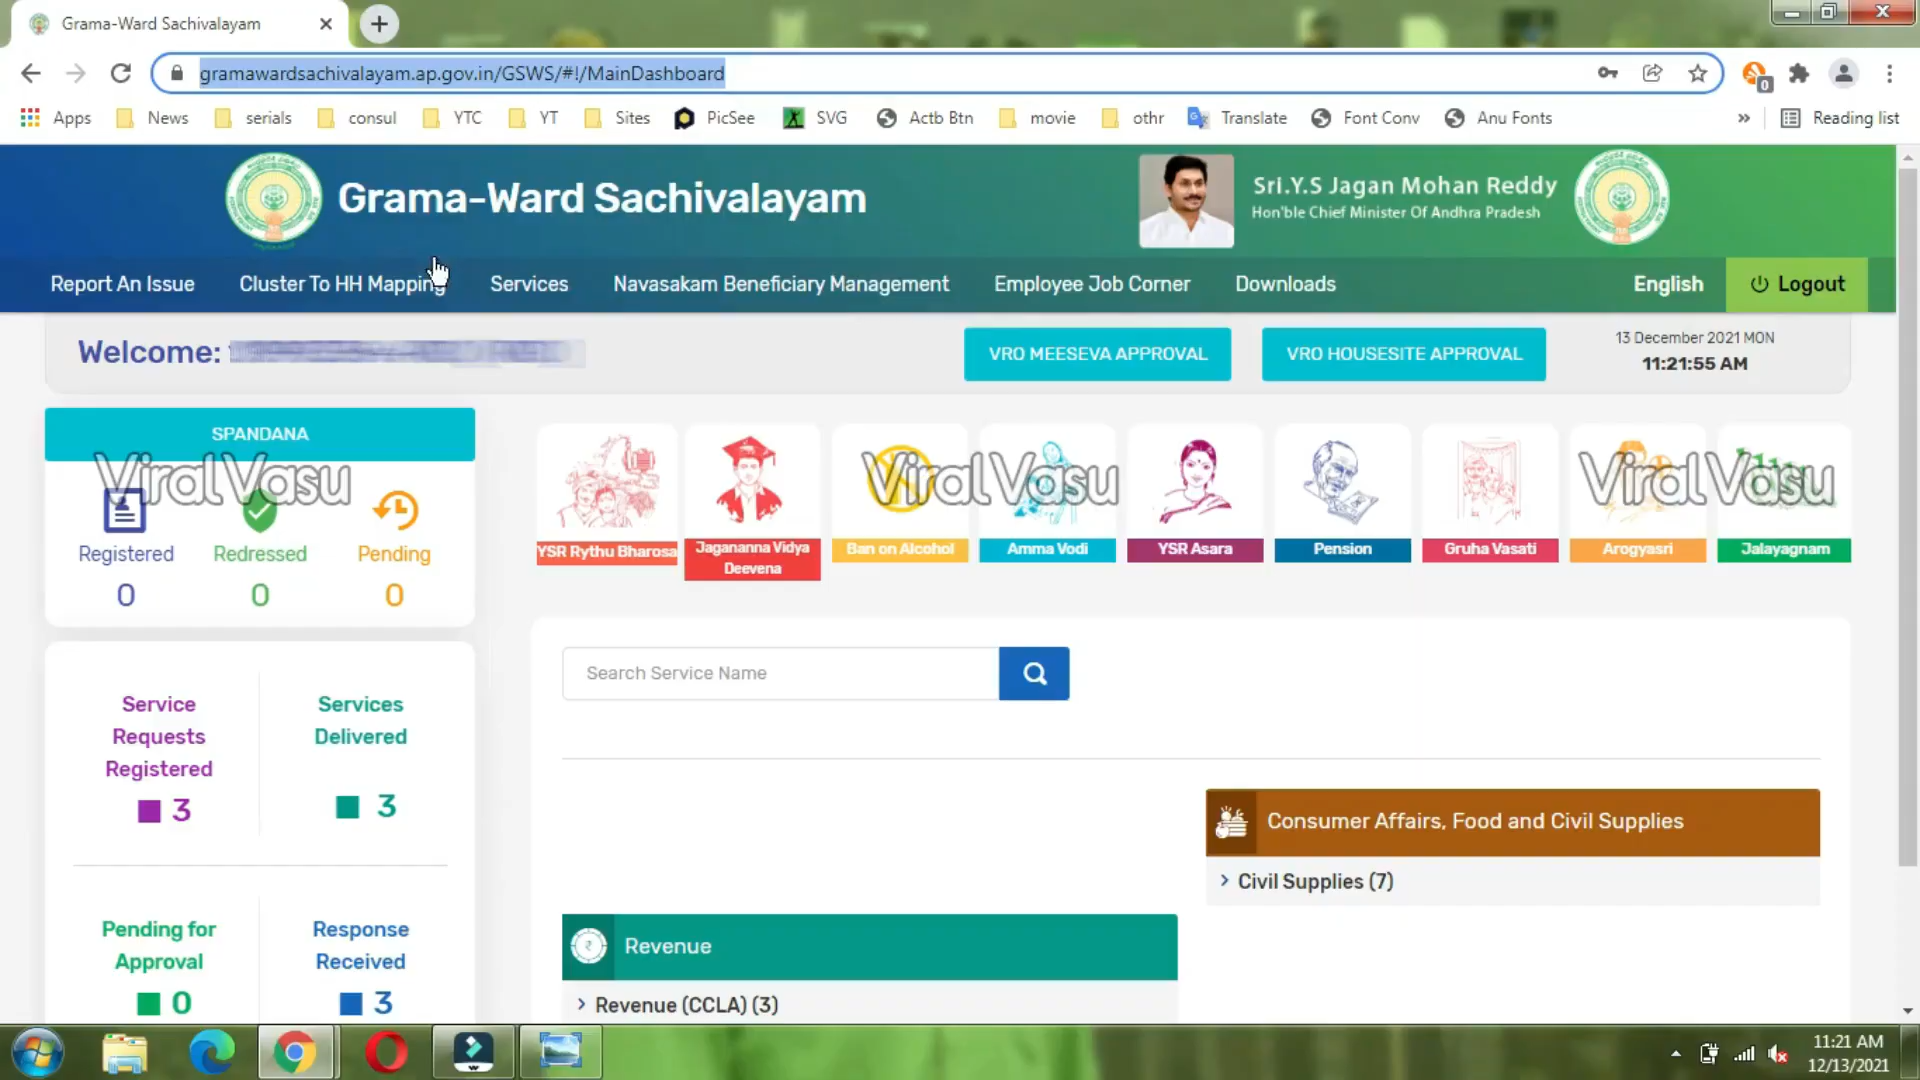 Grama-Ward Sachivalayam
gramawardsachivalayam.ap.gov.in/GSWS/#!/MainDashboard
0
Apps News serials consul YTC YT Sites PicSee SVG Actb Btn movie othr Translate Font Conv Anu Fonts » Reading list
Grama-Ward Sachivalayam
Sri.Y.S Jagan Mohan Reddy
Hon'ble Chief Minister Of Andhra Pradesh
Report An Issue Cluster To HH Mapping Services Navasakam Beneficiary Management Employee Job Corner Downloads English Logout
Welcome:
VRO MEESEVA APPROVAL
VRO HOUSESITE APPROVAL
13 December 2021 MON
11:21:55 AM
SPANDANA
Viral Vasu
Viral Vasu
Viral Vasu
Registered Redressed Pending
0 0 0
YSR Rythu Bharosa
Jagananna Vidya
Deevena
Ban on Alcohol
Amma Vodi
YSR Asara
Pension
Gruha Vasati
Arogyasri
Jalayagnam
Search Service Name
Service
Requests
Registered
3
Services
Delivered
3
Consumer Affairs, Food and Civil Supplies
Civil Supplies (7)
Pending for
Approval
0
Response
Received
3
Revenue
Revenue (CCLA) (3)
11:21 AM
12/13/2021